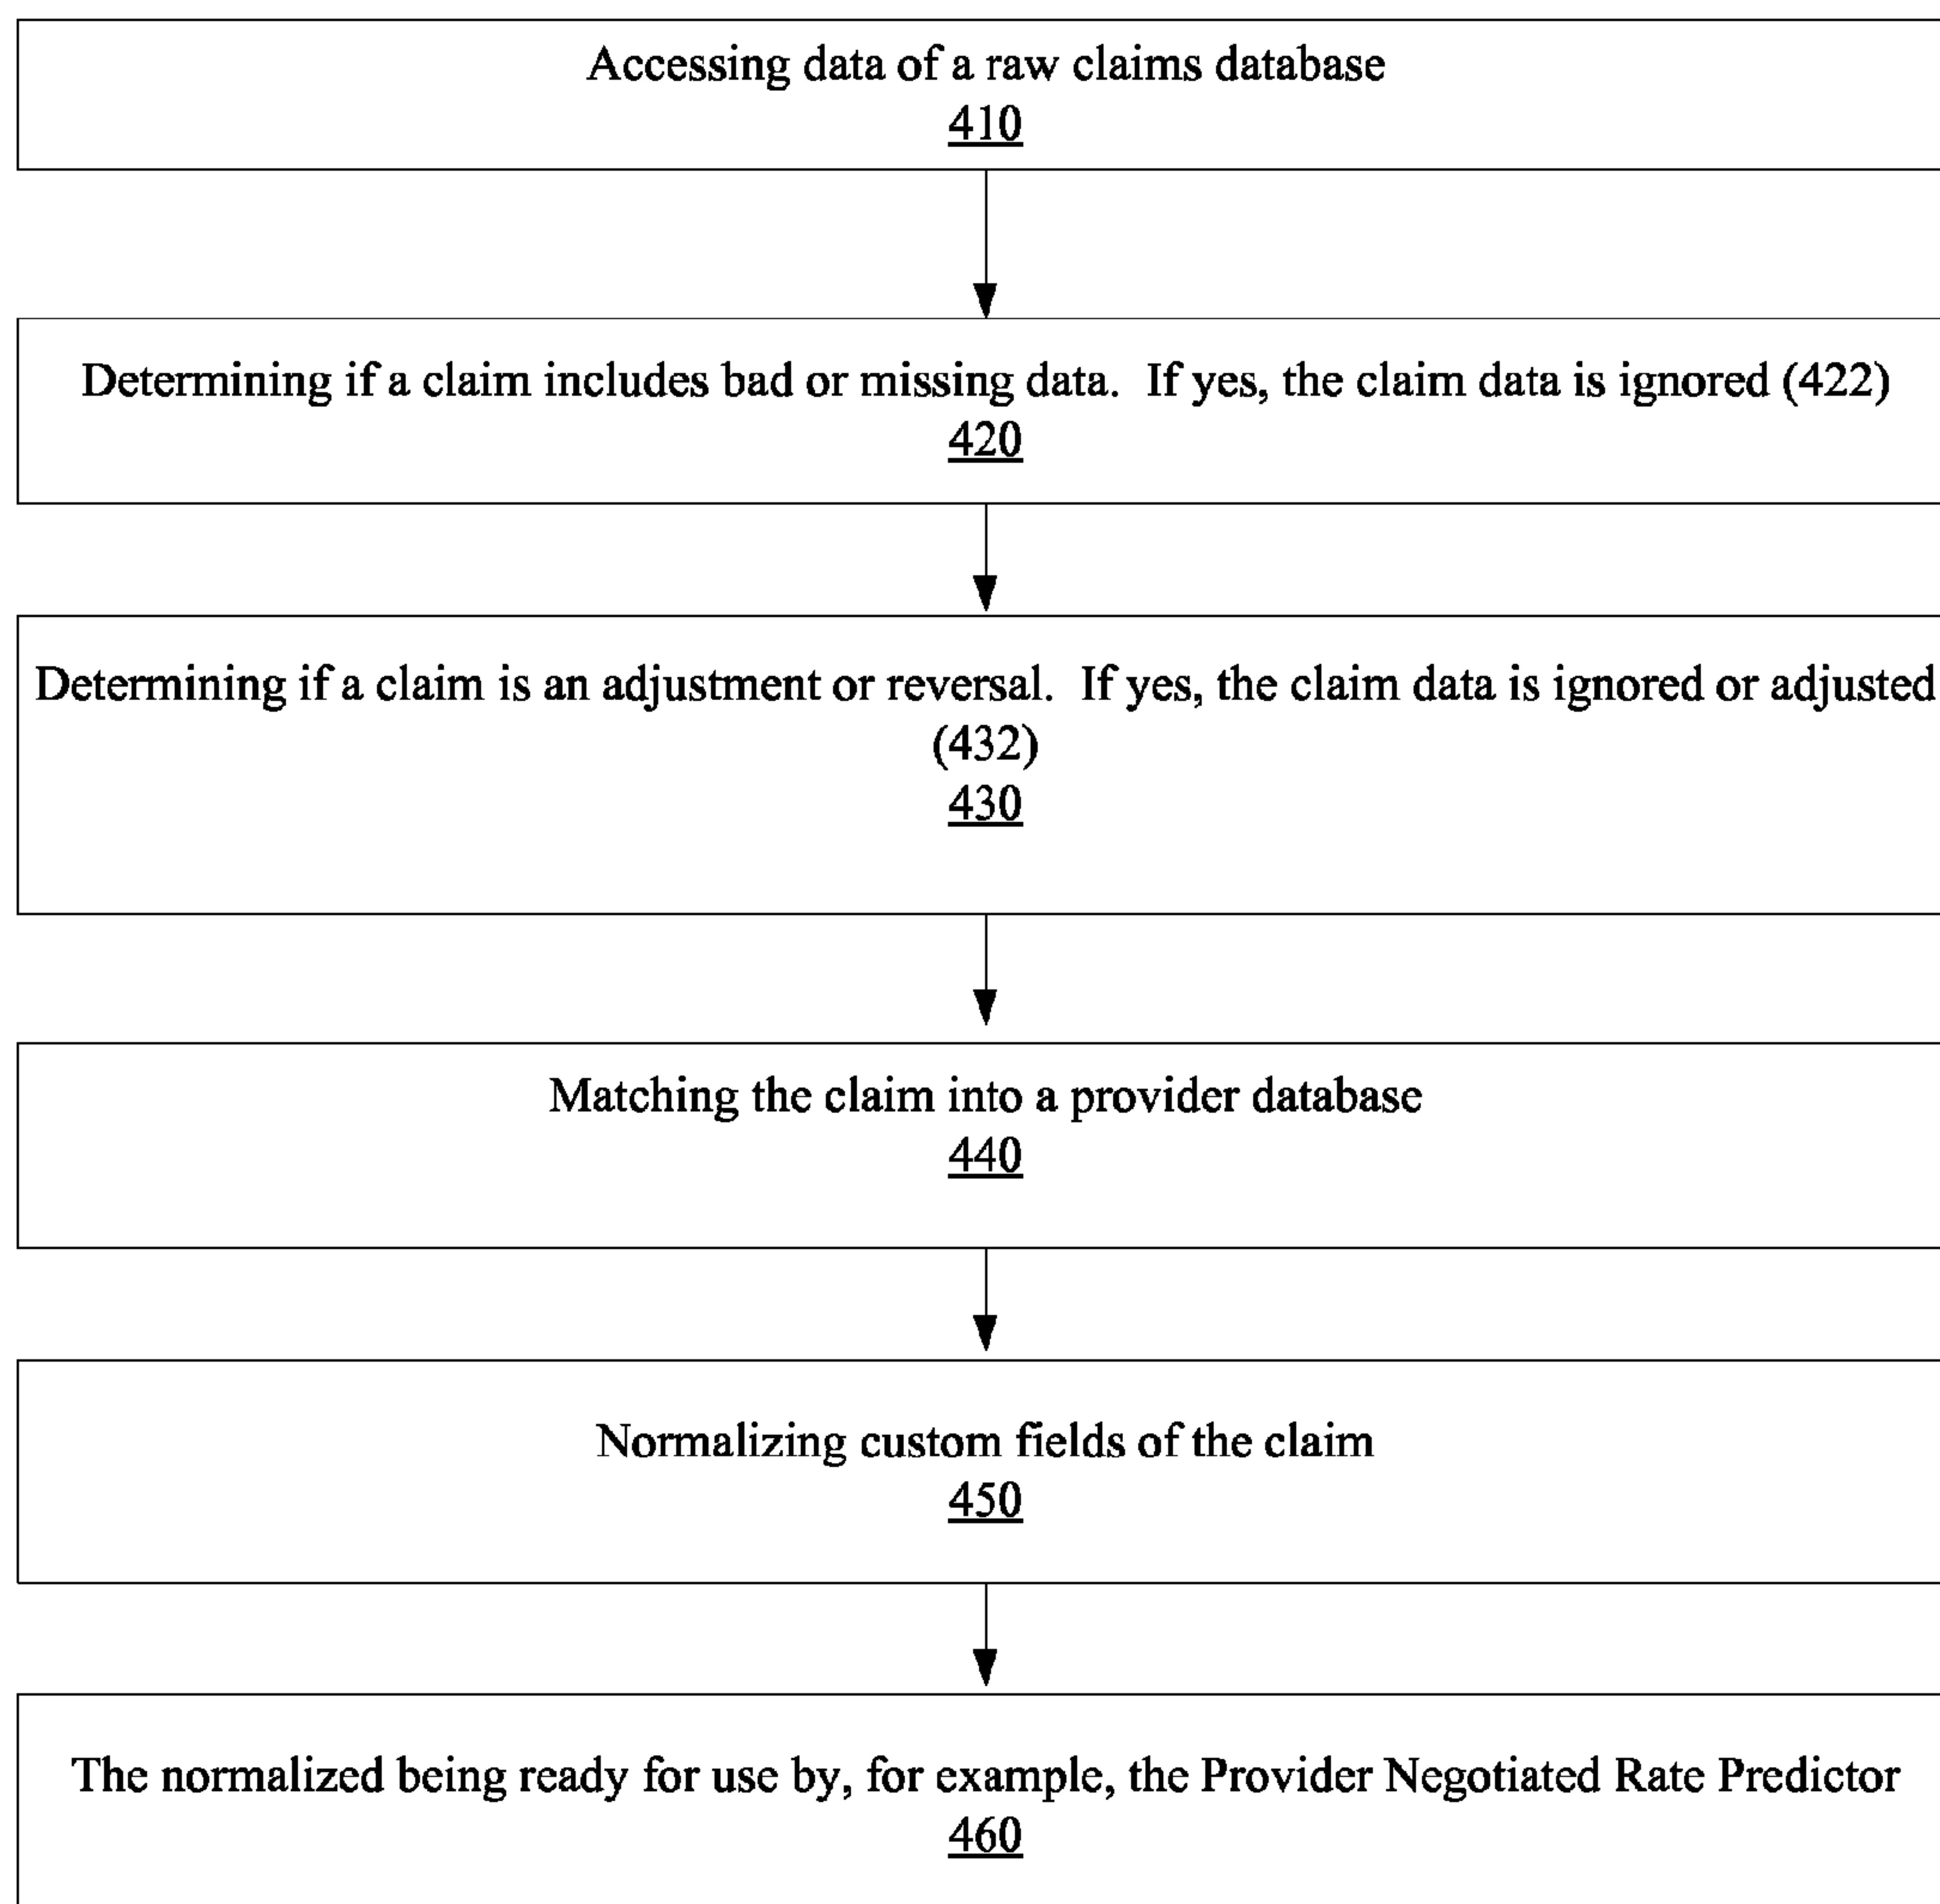 Accessing data of a raw claims database
410
Determining if a claim includes bad or missing data.  If yes, the claim data is ignored (422)
420
Determining if a claim is an adjustment or reversal.  If yes, the claim data is ignored or adjusted
(432)
430
Matching the claim into a provider database
440
Normalizing custom fields of the claim
450
The normalized being ready for use by, for example, the Provider Negotiated Rate Predictor
460